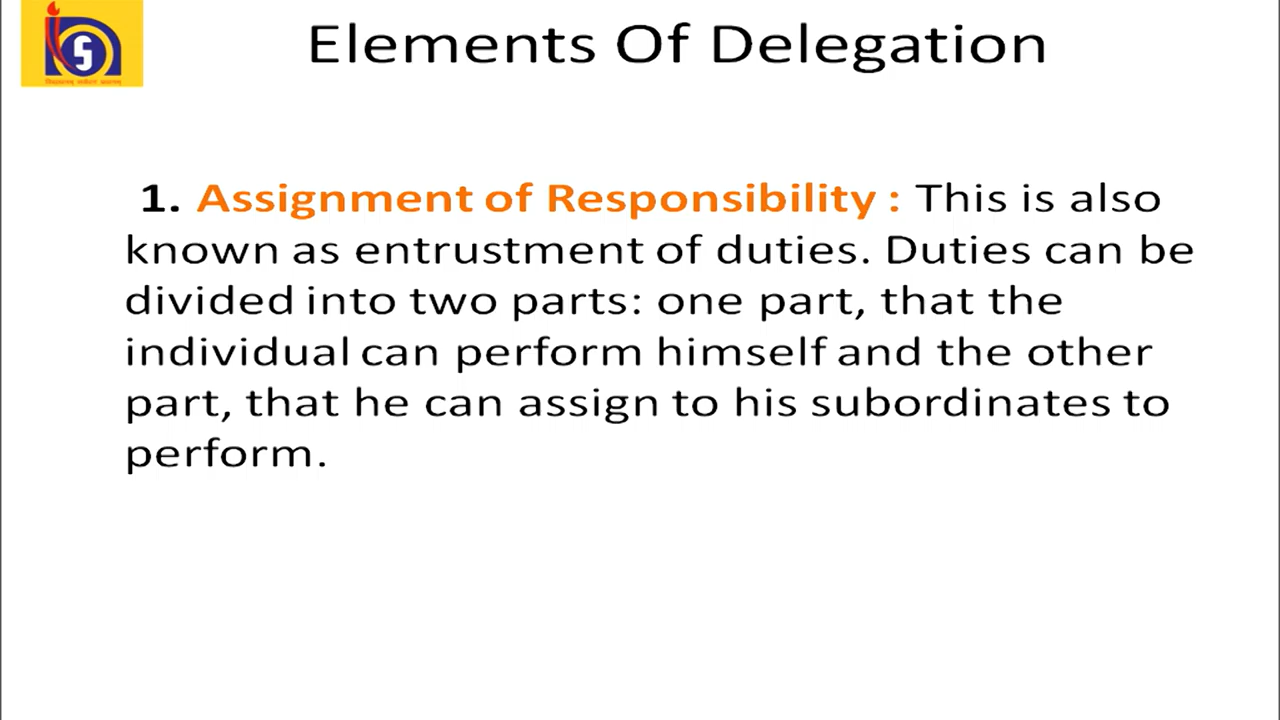 Elements Of Delegation
1. Assignment of Responsibility : This is also
known as entrustment of duties. Duties can be
divided into two parts: one part, that the
individual can perform himself and the other
part, that he can assign to his subordinates to
perform.